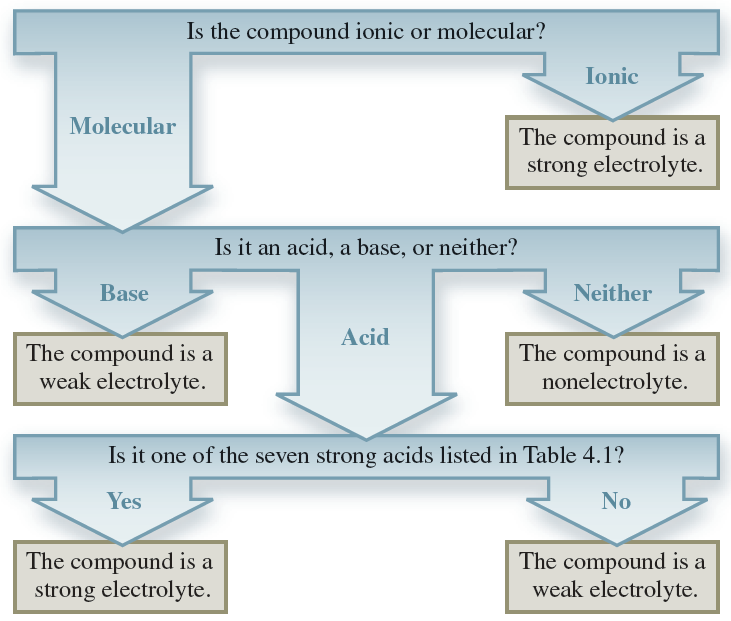 Is the compound ionic or molecular?
Ionic
Molecular
The compound is a
strong electrolyte.
Is it an acid, a base, or neither?
Base
Neither
Acid
The compound is a
weak electrolyte.
The compound is a
nonelectrolyte.
Is it one of the seven strong acids listed in Table 4.1?
Yes
No
The compound is a
strong electrolyte.
The compound is a
weak electrolyte.